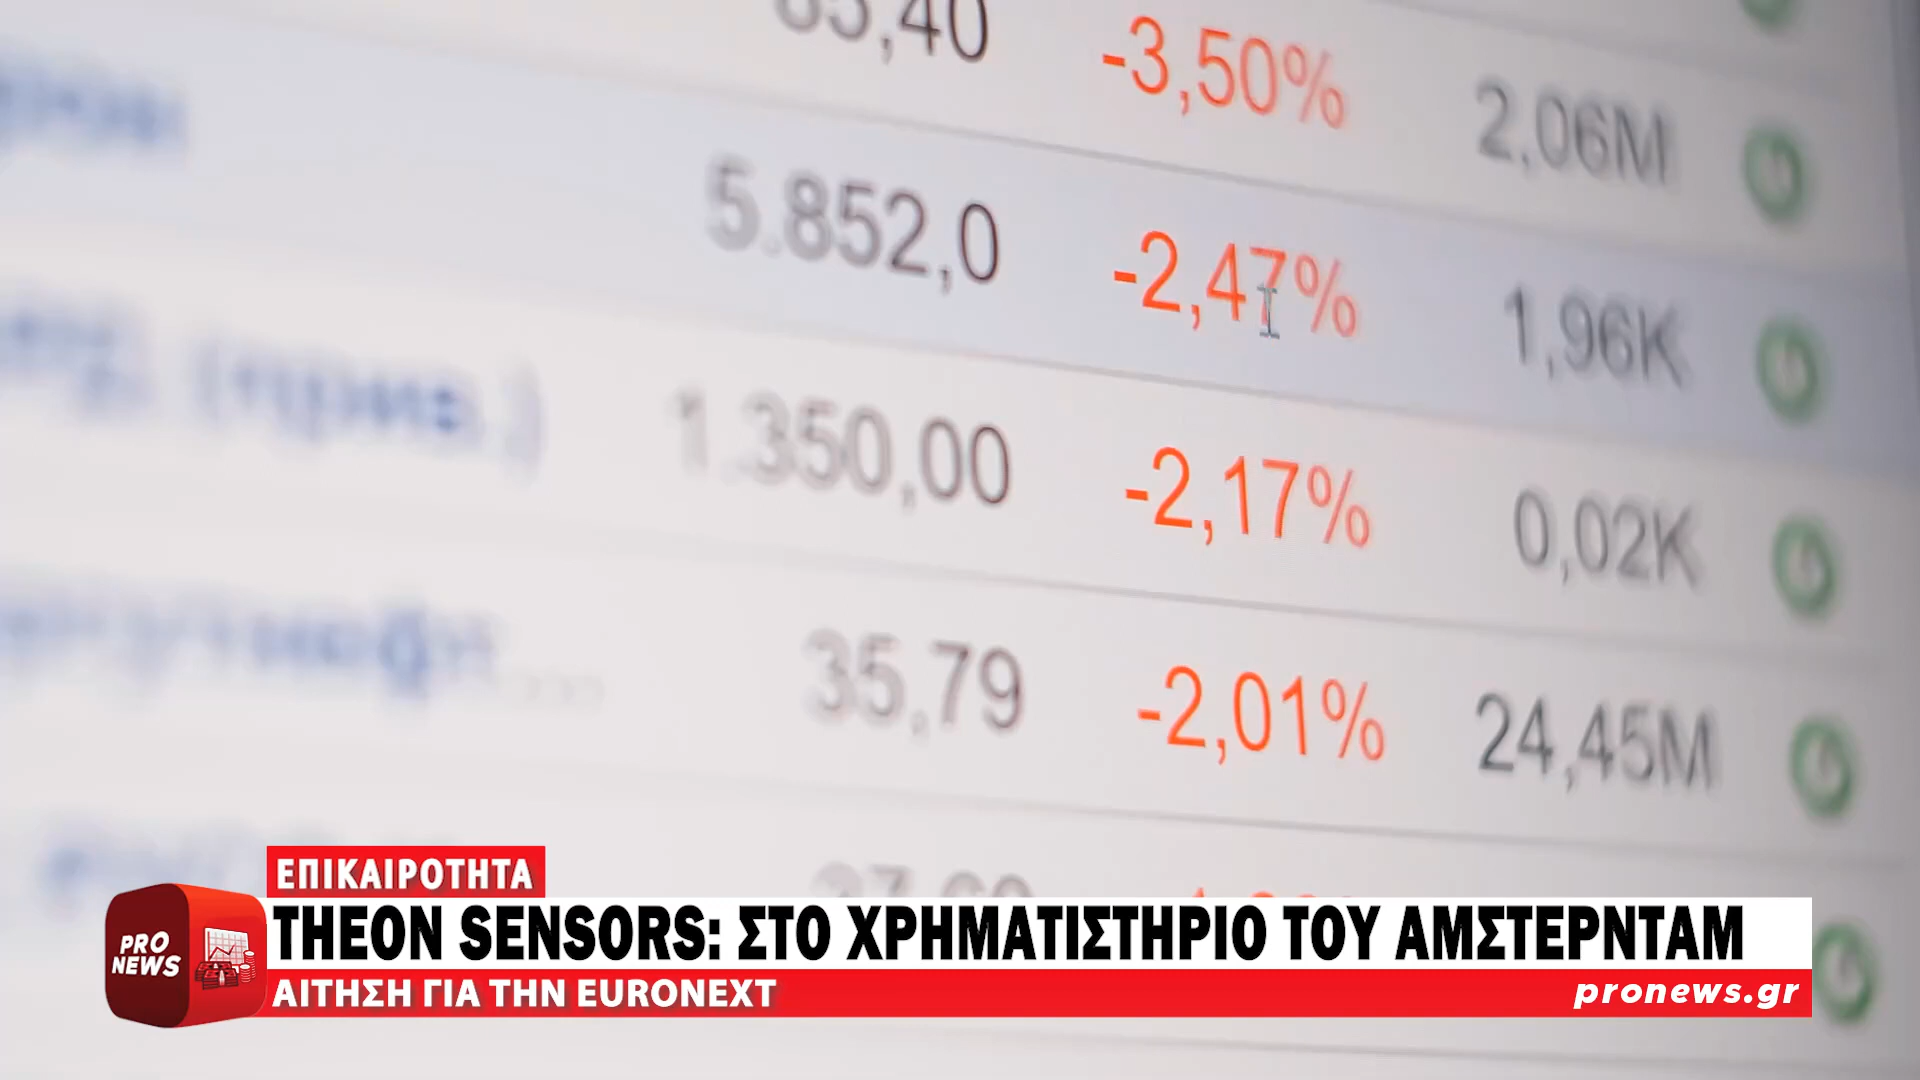 -3,50% 2,06M
5.852,0 -2,47% 1,96K
1.350,00 -2,17% 0,02K
35,79 -2,01% 24,45M
ΕΠΙΚΑΙΡΟΤΗΤΑ
PRO
NEWS
THEON SENSORS: ΣΤΟ ΧΡΗΜΑΤΙΣΤΗΡΙΟ ΤΟΥ ΑΜΣΤΕΡΝΤΑΜ
ΑΙΤΗΣΗ ΓΙΑ ΤΗΝ EURONEXT
pronews.gr